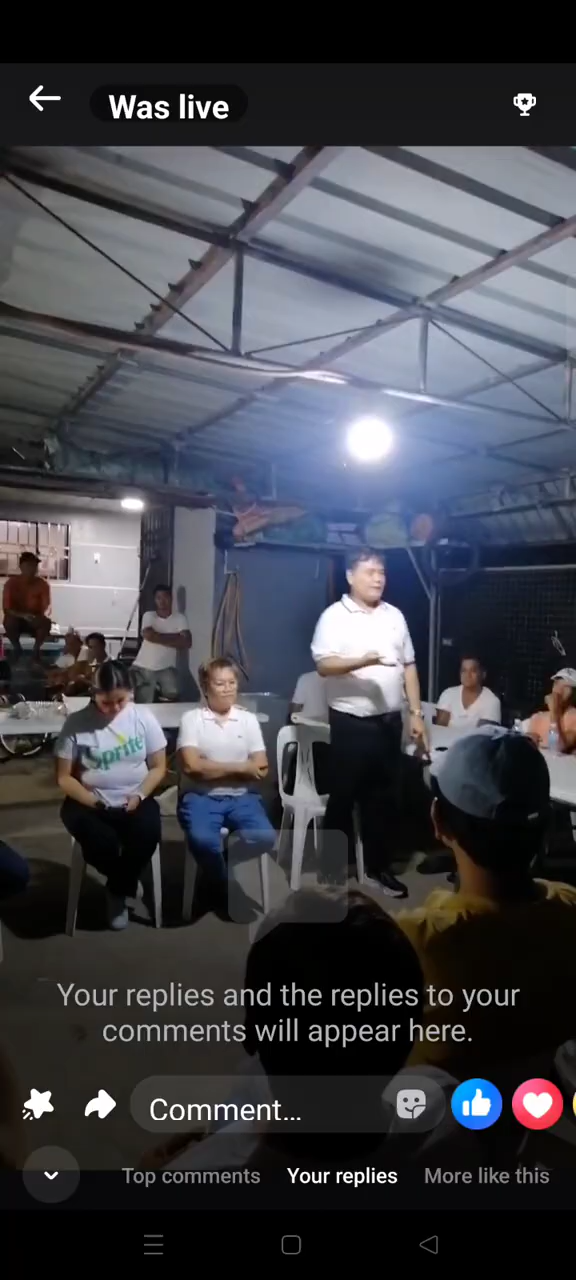 Was live
Sprite
Your replies and the replies to your
comments will appear here.
Comment...
Top comments
Your replies
More like this